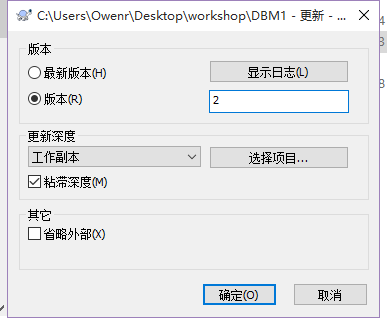 C:\Users\Owenr\Desktop\workshop\DBM1 - 更新 - Owenr...
版本
最新版本(H)
显示日志(L)
版本(R)
2
更新深度
工作副本
选择项目...
粘滞深度(M)
其它
省略外部(X)
确定(O)
取消